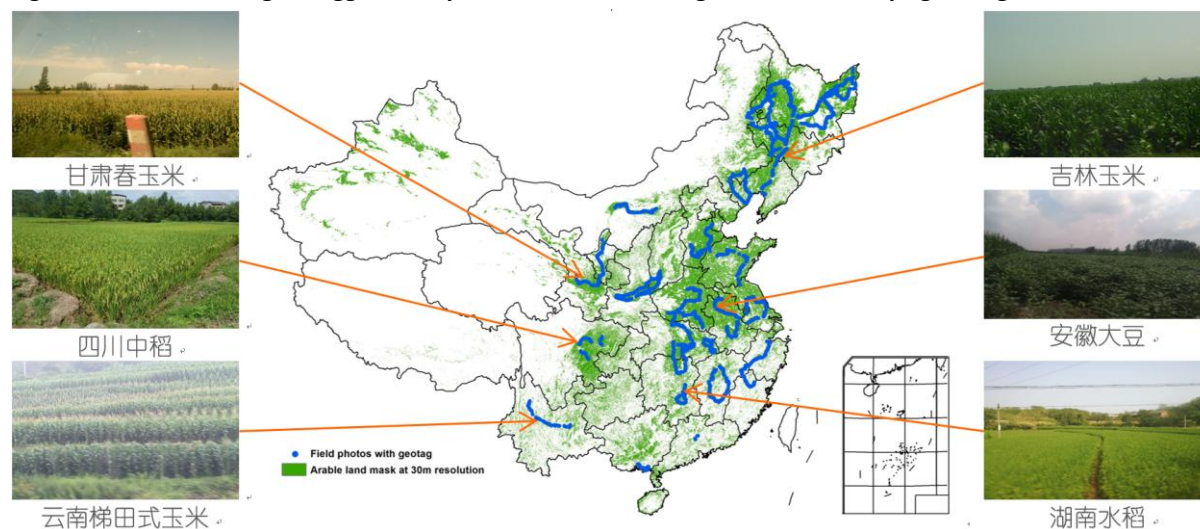 甘肃春玉米
四川中稻
云南梯田式玉米
Field photos with geotag
Arable land mask at 30m resolution
吉林玉米
安徽大豆
湖南水稻